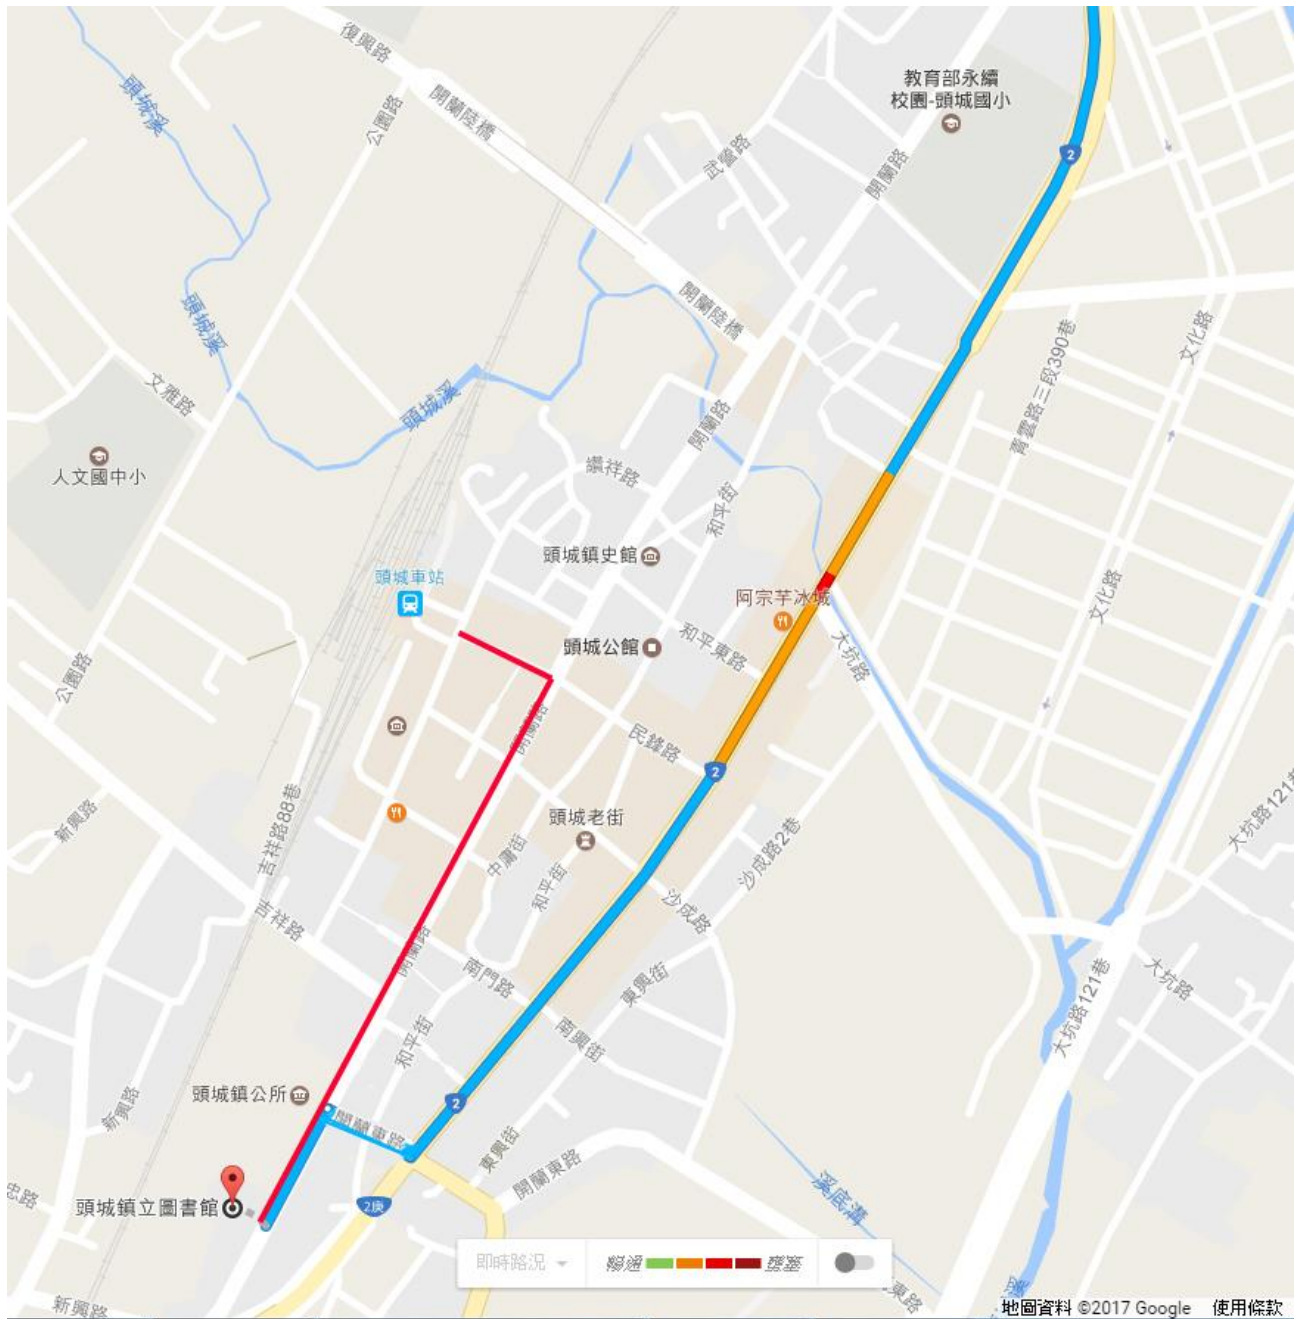 復興路
頭城溪
公園路
開蘭陸橋
教育部永續
校園-頭城國小
2
武營路
開蘭路
頭城溪
開蘭陸橋
文化路
青雲路三段390巷
文雅路
頭城溪
開蘭路
人文國中小
纘祥路
和平街
頭城鎮史館
頭城車站
阿宗芋冰城
文化路
頭城公館
和平東路
大坑路
公園路
開蘭路
民鋒路
2
新興路
吉祥路88巷
頭城老街
中庸街
和平街
沙成路2巷
大坑路121巷
沙成路
吉祥路
開蘭路
南門路
東興街
大坑路
大坑路121巷
南興街
和平街
頭城鎮公所
新興路
2
開蘭東路
東興街
開蘭東路
頭城鎮立圖書館
2庚
忠路
溪底溝
即時路況
暢通
壅塞
新興路
東路
溪
地圖資料 ©2017 Google
使用條款